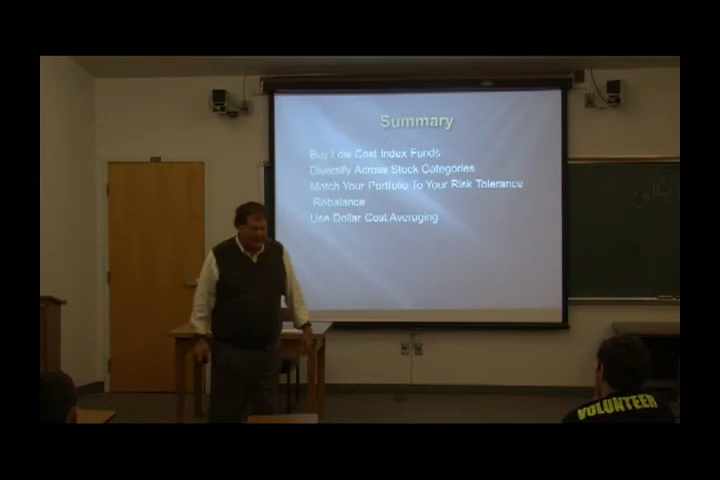 Summary
Buy Low Cost Index Funds
Diversify Across Stock Categories
Match Your Portfolio To Your Risk Tolerance
Rebalance
Use Dollar Cost Averaging
VOLUNTEER